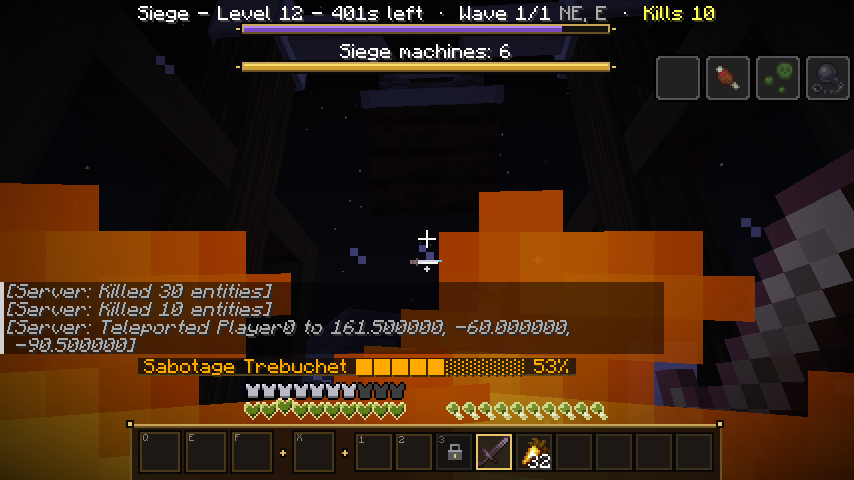 Siege – Level 12 – 401s left · Wave 1/1 NE, E · Kills 10
Siege machines: 6
[Server: Killed 30 entities]
[Server: Killed 10 entities]
[Server: Teleported Player0 to 161.500000, -60.000000,
-90.500000]
Sabotage Trebuchet 53%
Q E F X 1 2 3
32